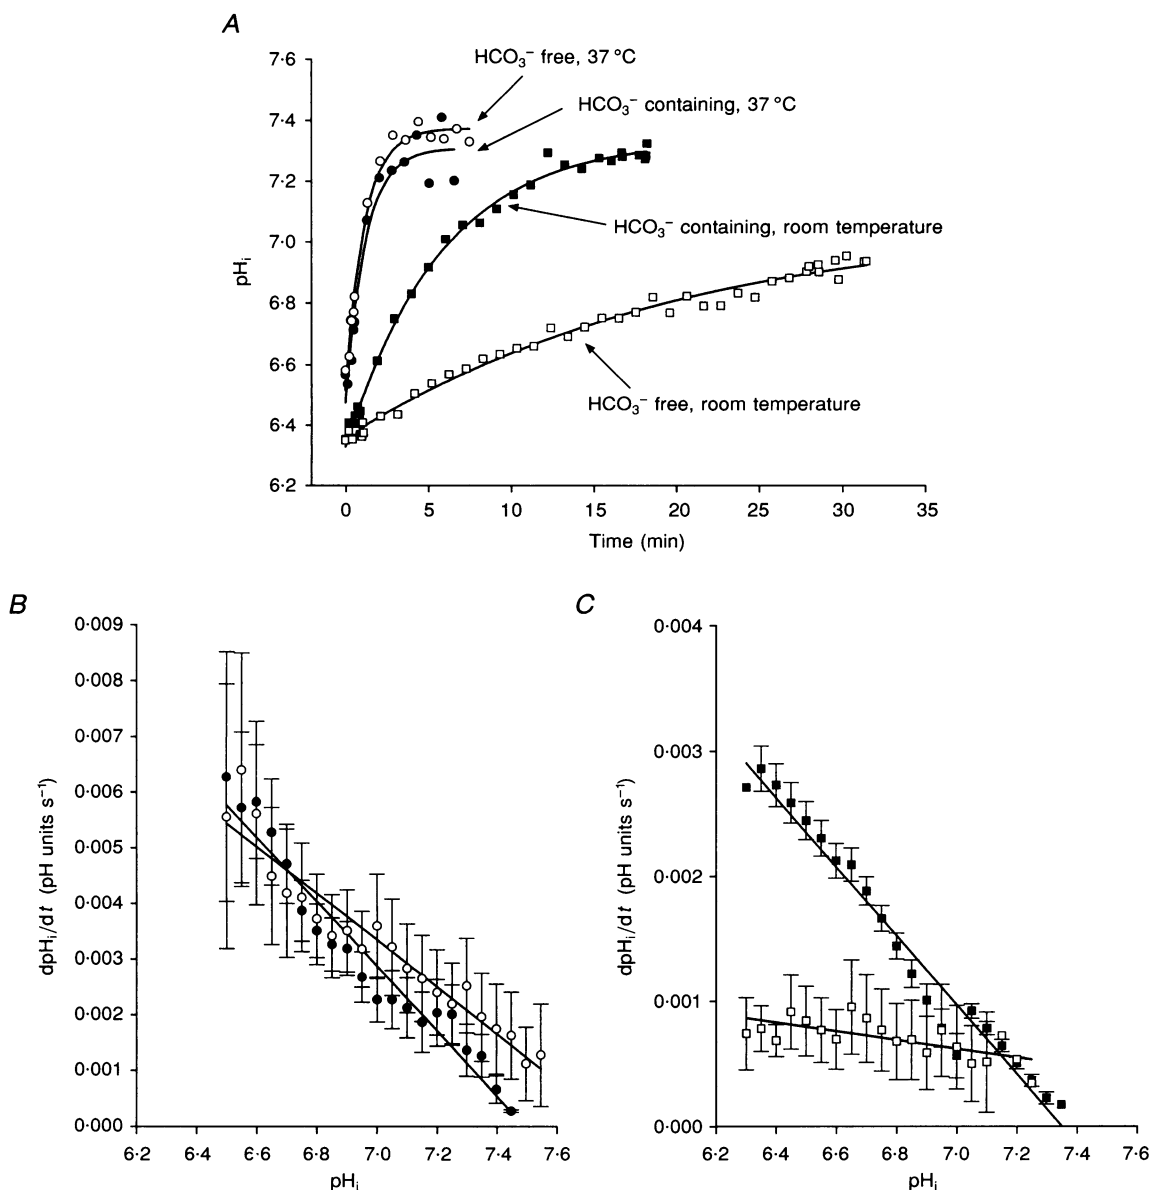 A
7·6
7·4
7·2
7·0
6·8
6·6
6·4
6·2
pHi
HCO3− free, 37 °C
HCO3− containing, 37 °C
HCO3− containing, room temperature
HCO3− free, room temperature
0 5 10 15 20 25 30 35
Time (min)
B
0·009
0·008
0·007
0·006
0·005
0·004
0·003
0·002
0·001
0·000
dpHi/dt (pH units s−1)
6·2 6·4 6·6 6·8 7·0 7·2 7·4 7·6
pHi
C
0·004
0·003
0·002
0·001
0·000
dpHi/dt (pH units s−1)
6·2 6·4 6·6 6·8 7·0 7·2 7·4 7·6
pHi